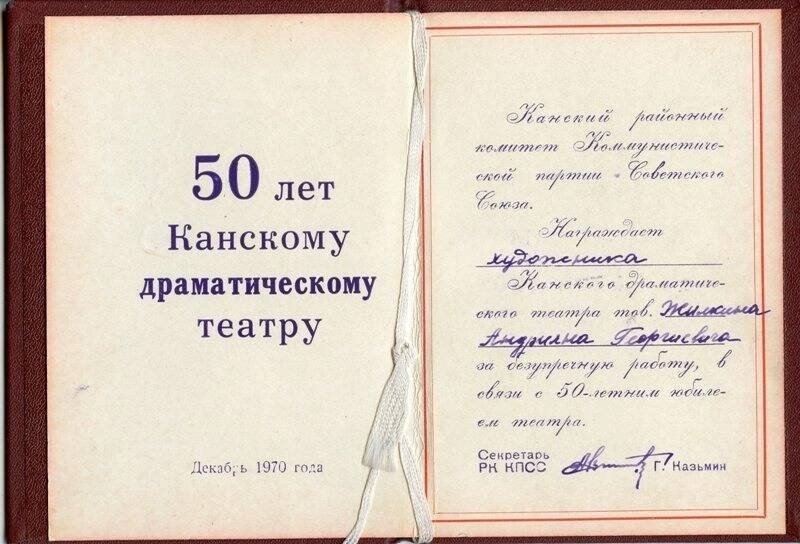 50 лет
Канскому
драматическому
театру
Декабрь 1970 года
Канский районный
комитет Коммунистиче-
ской партии Советского
Союза.
Награждает
художника
Канского драматиче-
ского театра тов. Жилкина
Андриана Георгиевича
за безупречную работу, в
связи с 50-летним юбиле-
ем театра.
Секретарь
РК КПСС Г. Казьмин